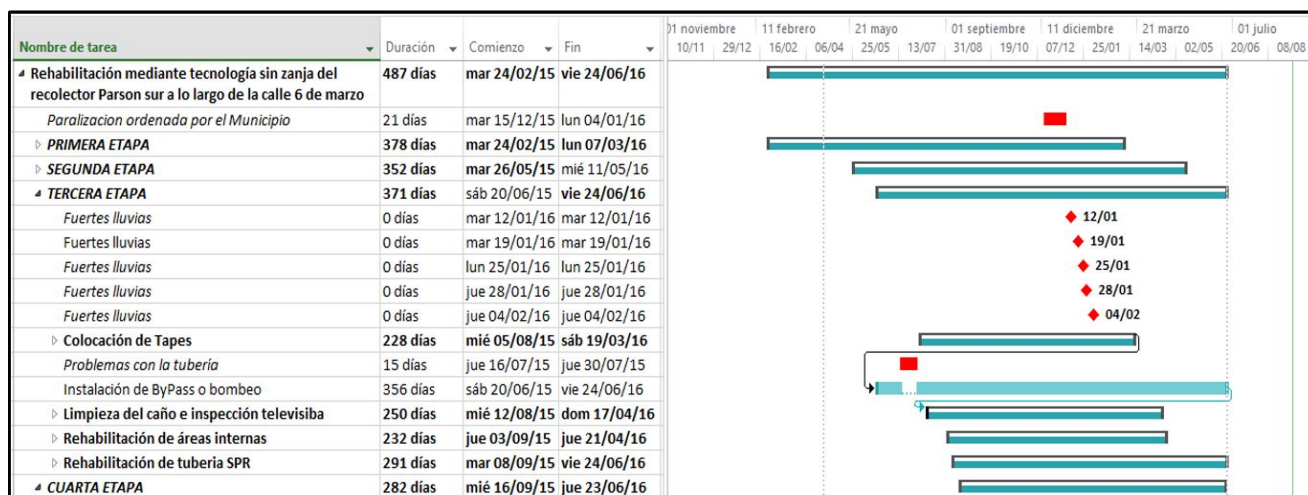 01 noviembre 11 febrero 21 mayo 01 septiembre 11 diciembre 21 marzo 01 julio
Nombre de tarea Duración Comienzo Fin 10/11 29/12 16/02 06/04 25/05 13/07 31/08 19/10 07/12 25/01 14/03 02/05 20/06 08/08
Rehabilitación mediante tecnología sin zanja del 487 días mar 24/02/15 vie 24/06/16
recolector Parson sur a lo largo de la calle 6 de marzo
Paralizacion ordenada por el Municipio 21 días mar 15/12/15 lun 04/01/16
PRIMERA ETAPA 378 días mar 24/02/15 lun 07/03/16
SEGUNDA ETAPA 352 días mar 26/05/15 mié 11/05/16
TERCERA ETAPA 371 días sáb 20/06/15 vie 24/06/16
Fuertes lluvias 0 días mar 12/01/16 mar 12/01/16 12/01
Fuertes lluvias 0 días mar 19/01/16 mar 19/01/16 19/01
Fuertes lluvias 0 días lun 25/01/16 lun 25/01/16 25/01
Fuertes lluvias 0 días jue 28/01/16 jue 28/01/16 28/01
Fuertes lluvias 0 días jue 04/02/16 jue 04/02/16 04/02
Colocación de Tapes 228 días mié 05/08/15 sáb 19/03/16
Problemas con la tubería 15 días jue 16/07/15 jue 30/07/15
Instalación de ByPass o bombeo 356 días sáb 20/06/15 vie 24/06/16
Limpieza del caño e inspección televisiba 250 días mié 12/08/15 dom 17/04/16
Rehabilitación de áreas internas 232 días jue 03/09/15 jue 21/04/16
Rehabilitación de tuberia SPR 291 días mar 08/09/15 vie 24/06/16
CUARTA ETAPA 282 días mié 16/09/15 jue 23/06/16